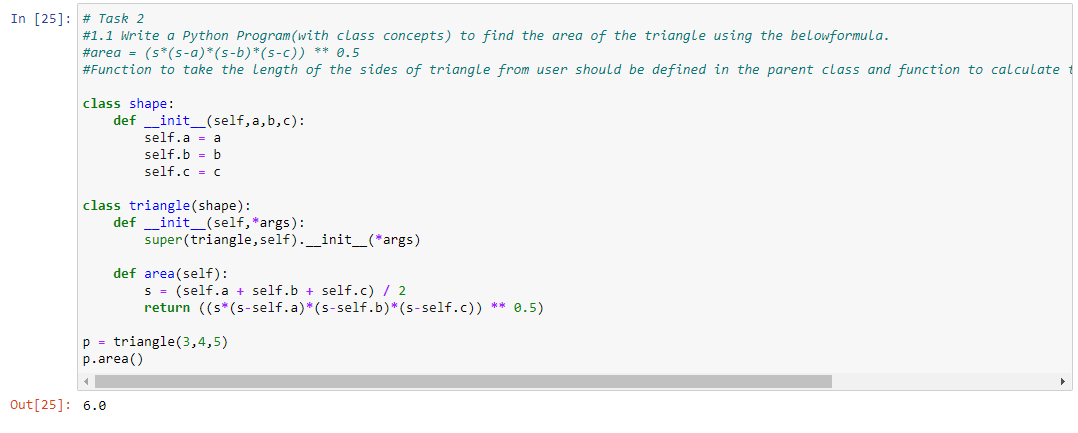 In [25]: # Task 2
#1.1 Write a Python Program(with class concepts) to find the area of the triangle using the belowformula.
#area = (s*(s-a)*(s-b)*(s-c)) ** 0.5
#Function to take the length of the sides of triangle from user should be defined in the parent class and function to calculate
class shape:
    def __init__(self,a,b,c):
        self.a = a
        self.b = b
        self.c = c
class triangle(shape):
    def __init__(self,*args):
        super(triangle,self).__init__(*args)
    def area(self):
        s = (self.a + self.b + self.c) / 2
        return ((s*(s-self.a)*(s-self.b)*(s-self.c)) ** 0.5)
p = triangle(3,4,5)
p.area()
Out[25]: 6.0